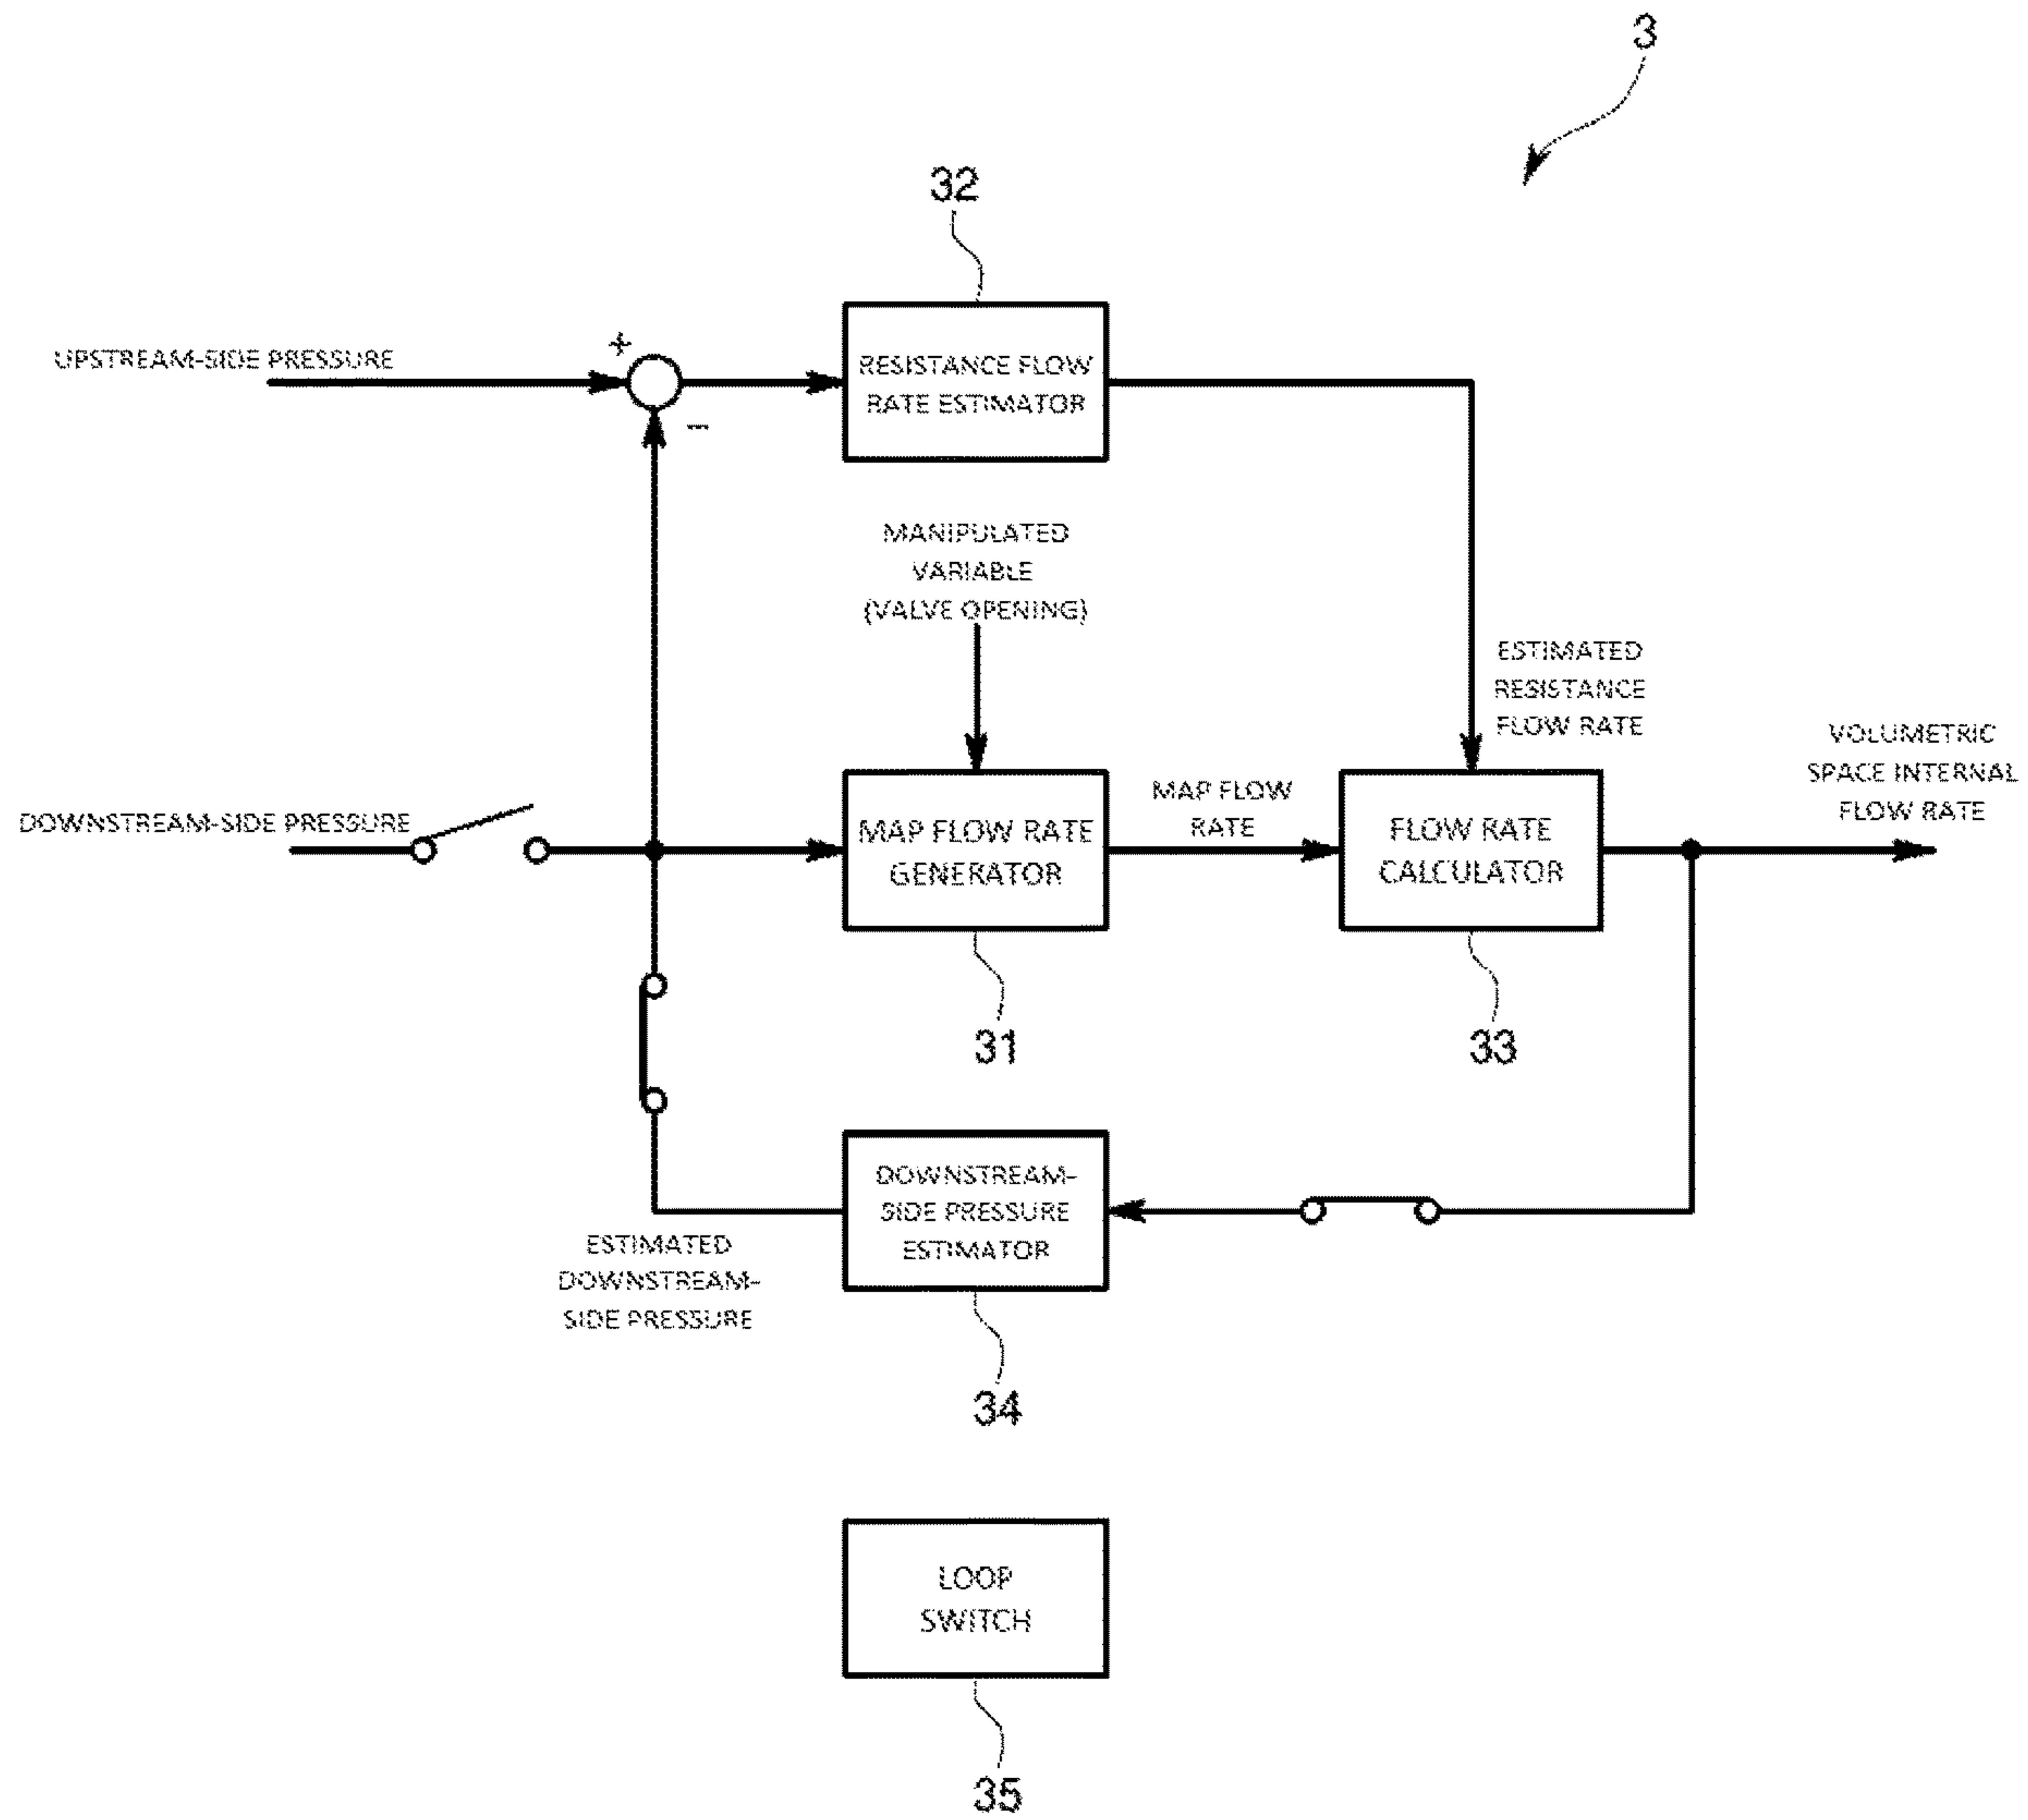 3
32
+
UPSTREAM-SIDE PRESSURE
RESISTANCE FLOW
RATE ESTIMATOR
−
MANIPULATED
VARIABLE
(VALVE OPENING)
ESTIMATED
RESISTANCE
FLOW RATE
VOLUMETRIC
SPACE INTERNAL
FLOW RATE
DOWNSTREAM-SIDE PRESSURE
MAP FLOW RATE
GENERATOR
MAP FLOW
RATE
FLOW RATE
CALCULATOR
31
33
DOWNSTREAM-
SIDE PRESSURE
ESTIMATOR
ESTIMATED
DOWNSTREAM-
SIDE PRESSURE
34
LOOP
SWITCH
35